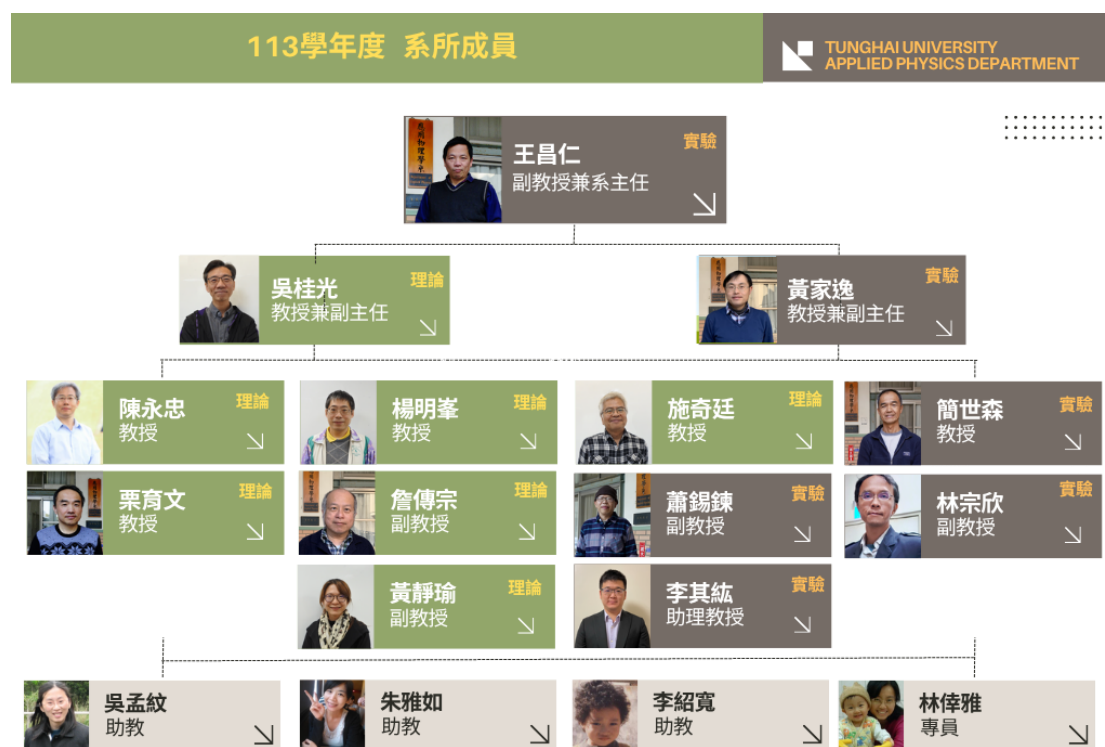 113學年度 系所成員
TUNGHAI UNIVERSITY
APPLIED PHYSICS DEPARTMENT
王昌仁
實驗
副教授兼系主任
吳桂光
理論
教授兼副主任
黃家逸
實驗
教授兼副主任
陳永忠
理論
教授
楊明峯
理論
教授
施奇廷
理論
教授
簡世森
實驗
教授
栗育文
理論
教授
詹傳宗
理論
副教授
蕭錫鍊
實驗
副教授
林宗欣
實驗
副教授
黃靜瑜
理論
副教授
李其紘
實驗
助理教授
吳孟紋
助教
朱雅如
助教
李紹寬
助教
林倖雅
專員